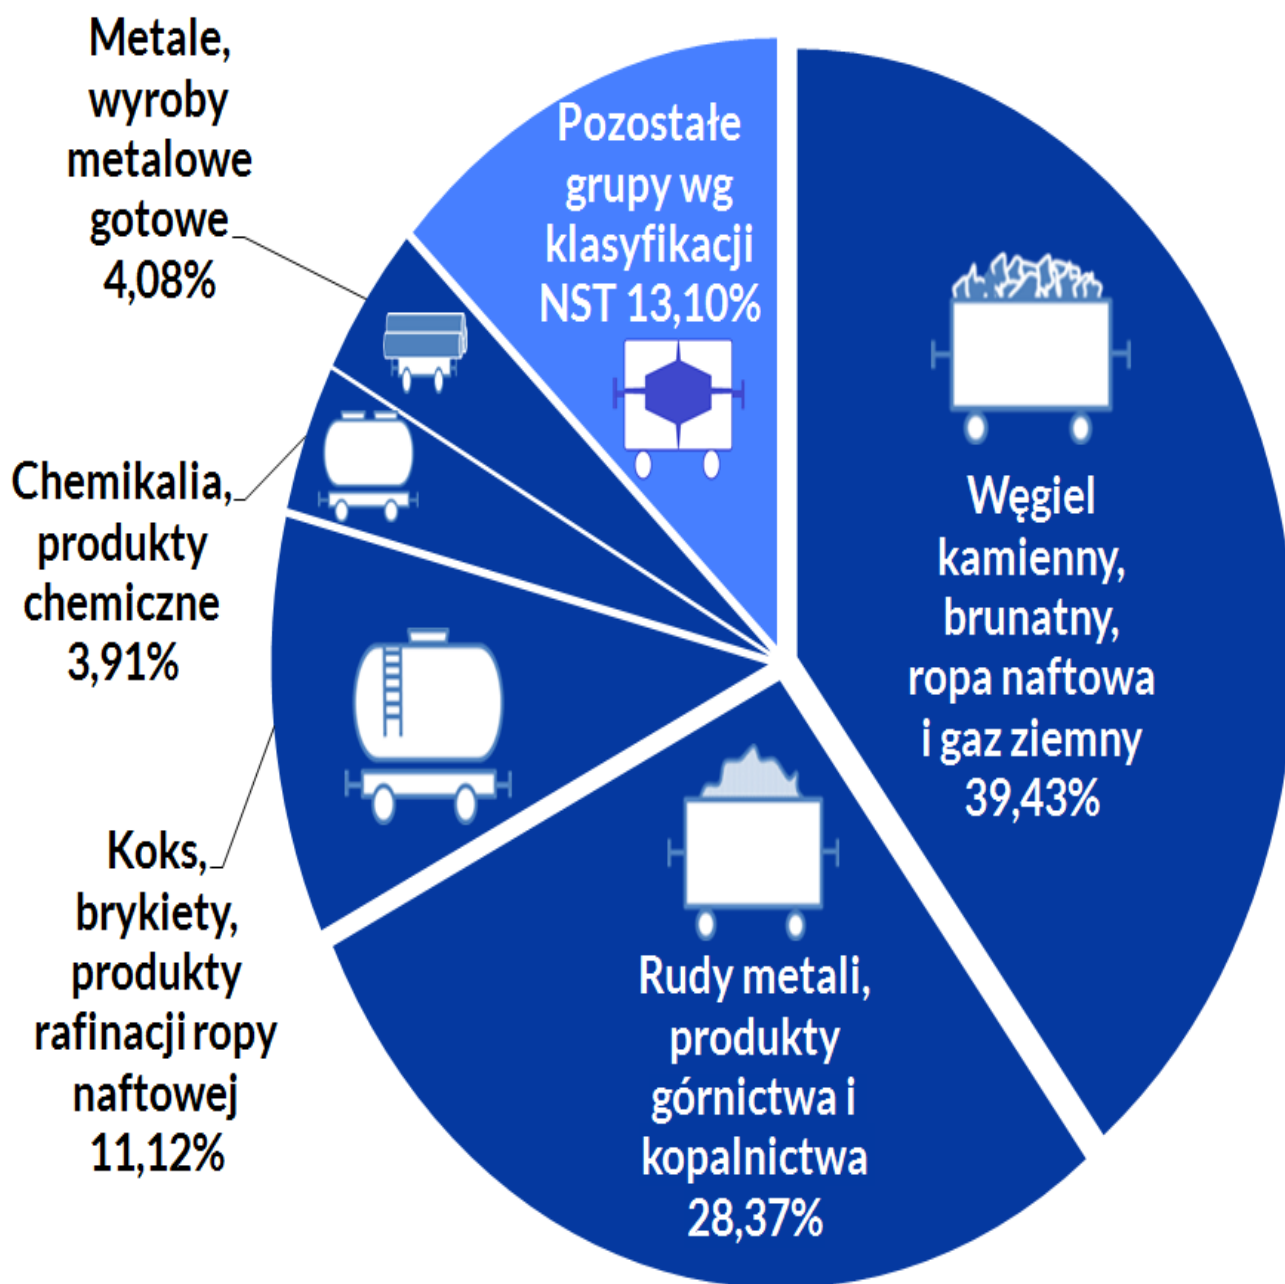 Metale,
wyroby
metalowe
gotowe
4,08%
Pozostałe
grupy wg
klasyfikacji
NST 13,10%
Węgiel
kamienny,
brunatny,
ropa naftowa
i gaz ziemny
39,43%
Chemikalia,
produkty
chemiczne
3,91%
Koks,
brykiety,
produkty
rafinacji ropy
naftowej
11,12%
Rudy metali,
produkty
górnictwa i
kopalnictwa
28,37%